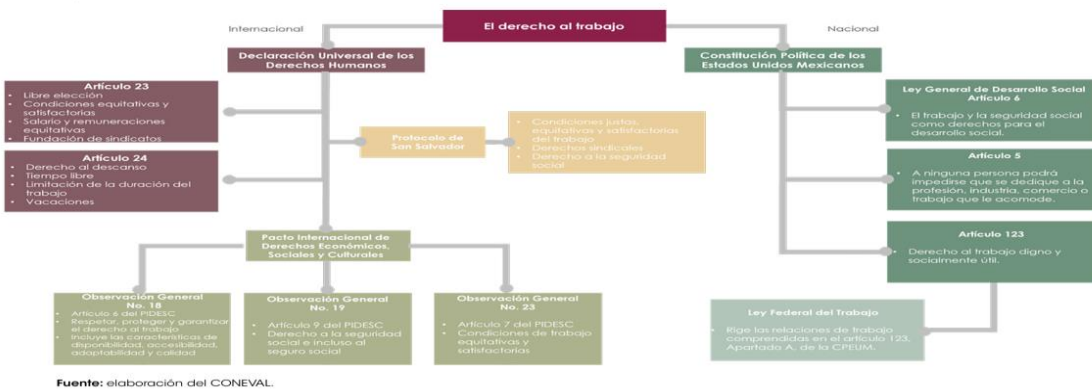 Internacional
El derecho al trabajo
Nacional
Declaración Universal de los
Derechos Humanos
Constitución Política de los
Estados Unidos Mexicanos
Artículo 23
• Libre elección
• Condiciones equitativas y
satisfactorias
• Salario y remuneraciones
equitativas
• Fundación de sindicatos
Artículo 24
• Derecho al descanso
• Tiempo libre
• Limitación de la duración del
trabajo
• Vacaciones
Protocolo de
San Salvador
• Condiciones justas,
equitativas y satisfactorias
del trabajo
• Derechos sindicales
• Derecho a la seguridad
social
Ley General de Desarrollo Social
Artículo 6
• El trabajo y la seguridad social
como derechos para el
desarrollo social.
Artículo 5
• A ninguna persona podrá
impedirse que se dedique a la
profesión, industria, comercio o
trabajo que le acomode.
Artículo 123
• Derecho al trabajo digno y
socialmente útil.
Pacto Internacional de
Derechos Económicos,
Sociales y Culturales
Observación General
No. 18
• Artículo 6 del PIDESC
• Respetar, proteger y garantizar
el derecho al trabajo
• Incluye las características de
disponibilidad, accesibilidad,
adaptabilidad y calidad
Observación General
No. 19
• Artículo 9 del PIDESC
• Derecho a la seguridad
social e incluso al
seguro social
Observación General
No. 23
• Artículo 7 del PIDESC
• Condiciones de trabajo
equitativas y
satisfactorias
Ley Federal del Trabajo
• Rige las relaciones de trabajo
comprendidas en el artículo 123,
Apartado A, de la CPEUM.
Fuente: elaboración del CONEVAL.